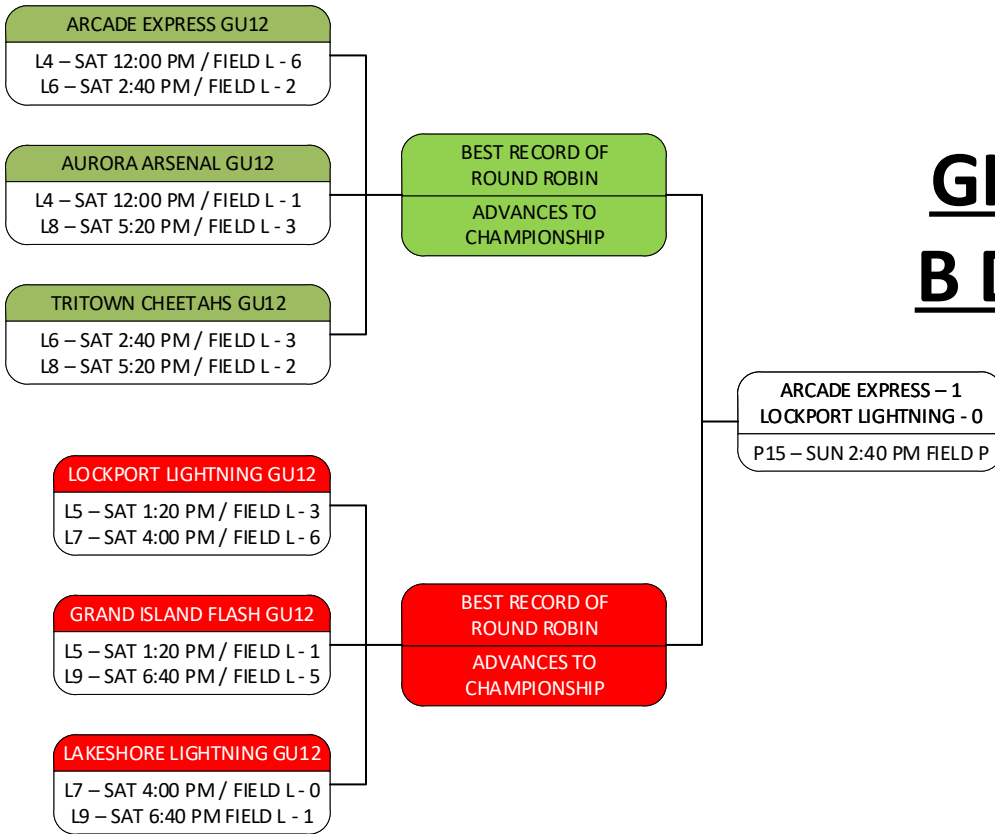 ARCADE EXPRESS GU12
L4 – SAT 12:00 PM / FIELD L - 6
L6 – SAT 2:40 PM / FIELD L - 2
AURORA ARSENAL GU12
L4 – SAT 12:00 PM / FIELD L - 1
L8 – SAT 5:20 PM / FIELD L - 3
TRITOWN CHEETAHS GU12
L6 – SAT 2:40 PM / FIELD L - 3
L8 – SAT 5:20 PM / FIELD L - 2
BEST RECORD OF
ROUND ROBIN
ADVANCES TO
CHAMPIONSHIP
B
ARCADE EXPRESS – 1
LOCKPORT LIGHTNING - 0
P15 – SUN 2:40 PM FIELD P
LOCKPORT LIGHTNING GU12
L5 – SAT 1:20 PM / FIELD L - 3
L7 – SAT 4:00 PM / FIELD L - 6
GRAND ISLAND FLASH GU12
L5 – SAT 1:20 PM / FIELD L - 1
L9 – SAT 6:40 PM / FIELD L - 5
LAKESHORE LIGHTNING GU12
L7 – SAT 4:00 PM / FIELD L - 0
L9 – SAT 6:40 PM FIELD L - 1
BEST RECORD OF
ROUND ROBIN
ADVANCES TO
CHAMPIONSHIP